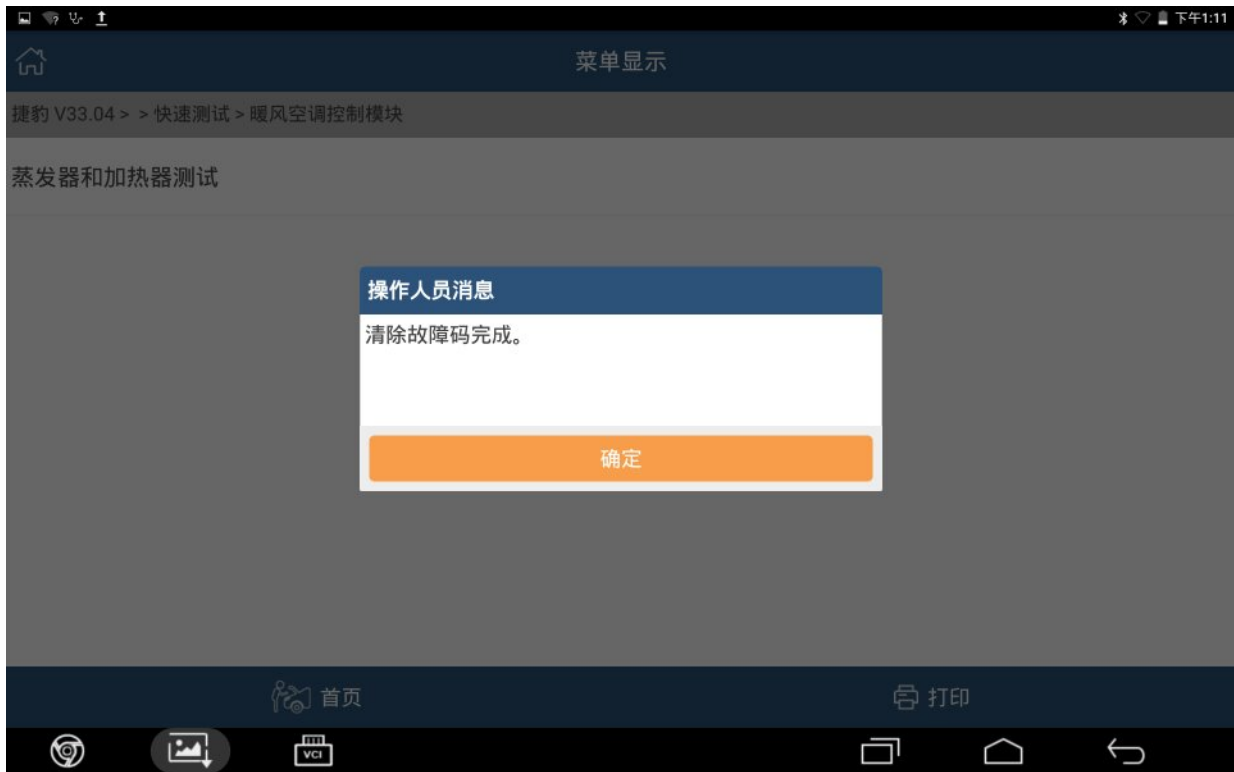 下午1:11
菜单显示
捷豹 V33.04 > > 快速测试 > 暖风空调控制模块
蒸发器和加热器测试
操作人员消息
清除故障码完成。
确定
首页
打印
VCI